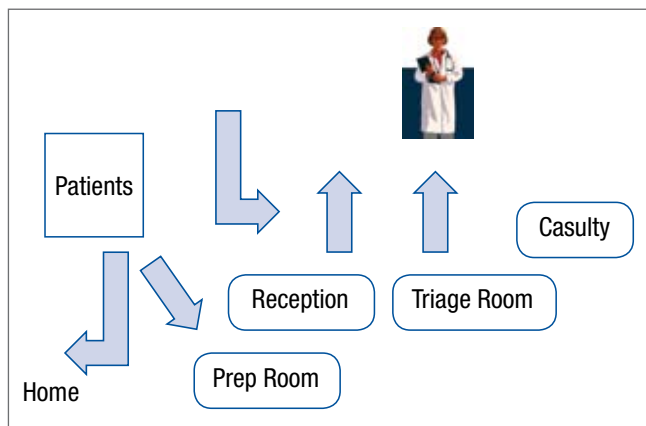 Patients
Casulty
Reception
Triage Room
Prep Room
Home